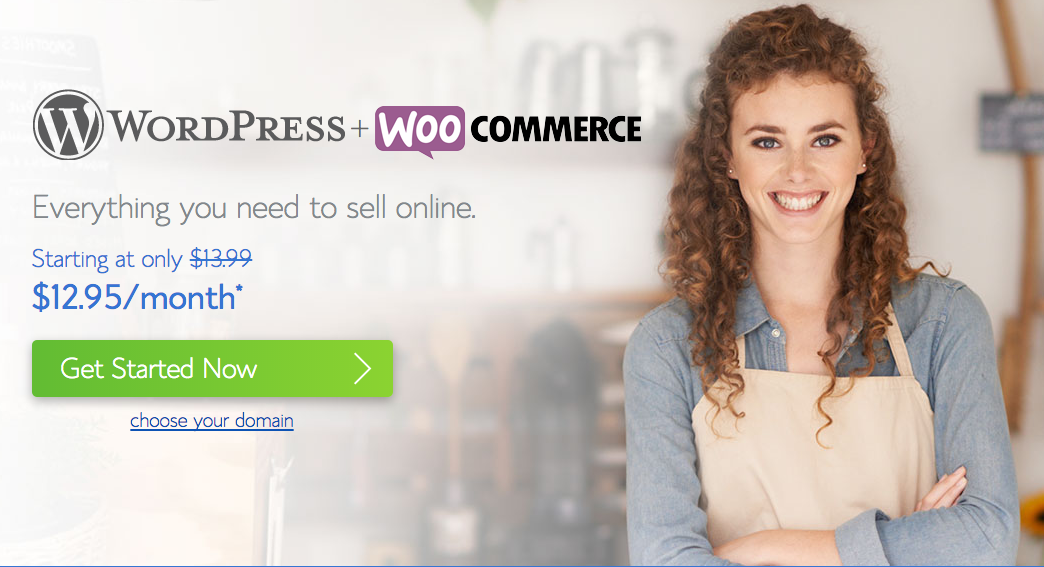 WORDPRESS + WOO COMMERCE
Everything you need to sell online.
Starting at only $13.99
$12.95/month*
Get Started Now
choose your domain